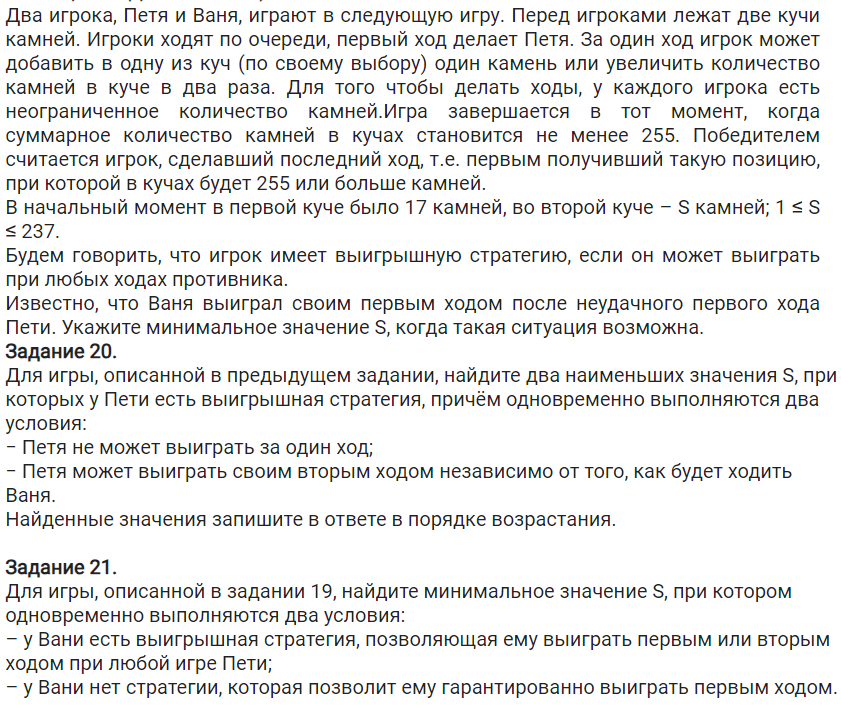 Два игрока, Петя и Ваня, играют в следующую игру. Перед игроками лежат две кучи
камней. Игроки ходят по очереди, первый ход делает Петя. За один ход игрок может
добавить в одну из куч (по своему выбору) один камень или увеличить количество
камней в куче в два раза. Для того чтобы делать ходы, у каждого игрока есть
неограниченное количество камней.Игра завершается в тот момент, когда
суммарное количество камней в кучах становится не менее 255. Победителем
считается игрок, сделавший последний ход, т.е. первым получивший такую позицию,
при которой в кучах будет 255 или больше камней.
В начальный момент в первой куче было 17 камней, во второй куче – S камней; 1 ≤ S
≤ 237.
Будем говорить, что игрок имеет выигрышную стратегию, если он может выиграть
при любых ходах противника.
Известно, что Ваня выиграл своим первым ходом после неудачного первого хода
Пети. Укажите минимальное значение S, когда такая ситуация возможна.
Задание 20.
Для игры, описанной в предыдущем задании, найдите два наименьших значения S, при
которых у Пети есть выигрышная стратегия, причём одновременно выполняются два
условия:
− Петя не может выиграть за один ход;
− Петя может выиграть своим вторым ходом независимо от того, как будет ходить
Ваня.
Найденные значения запишите в ответе в порядке возрастания.
Задание 21.
Для игры, описанной в задании 19, найдите минимальное значение S, при котором
одновременно выполняются два условия:
– у Вани есть выигрышная стратегия, позволяющая ему выиграть первым или вторым
ходом при любой игре Пети;
– у Вани нет стратегии, которая позволит ему гарантированно выиграть первым ходом.